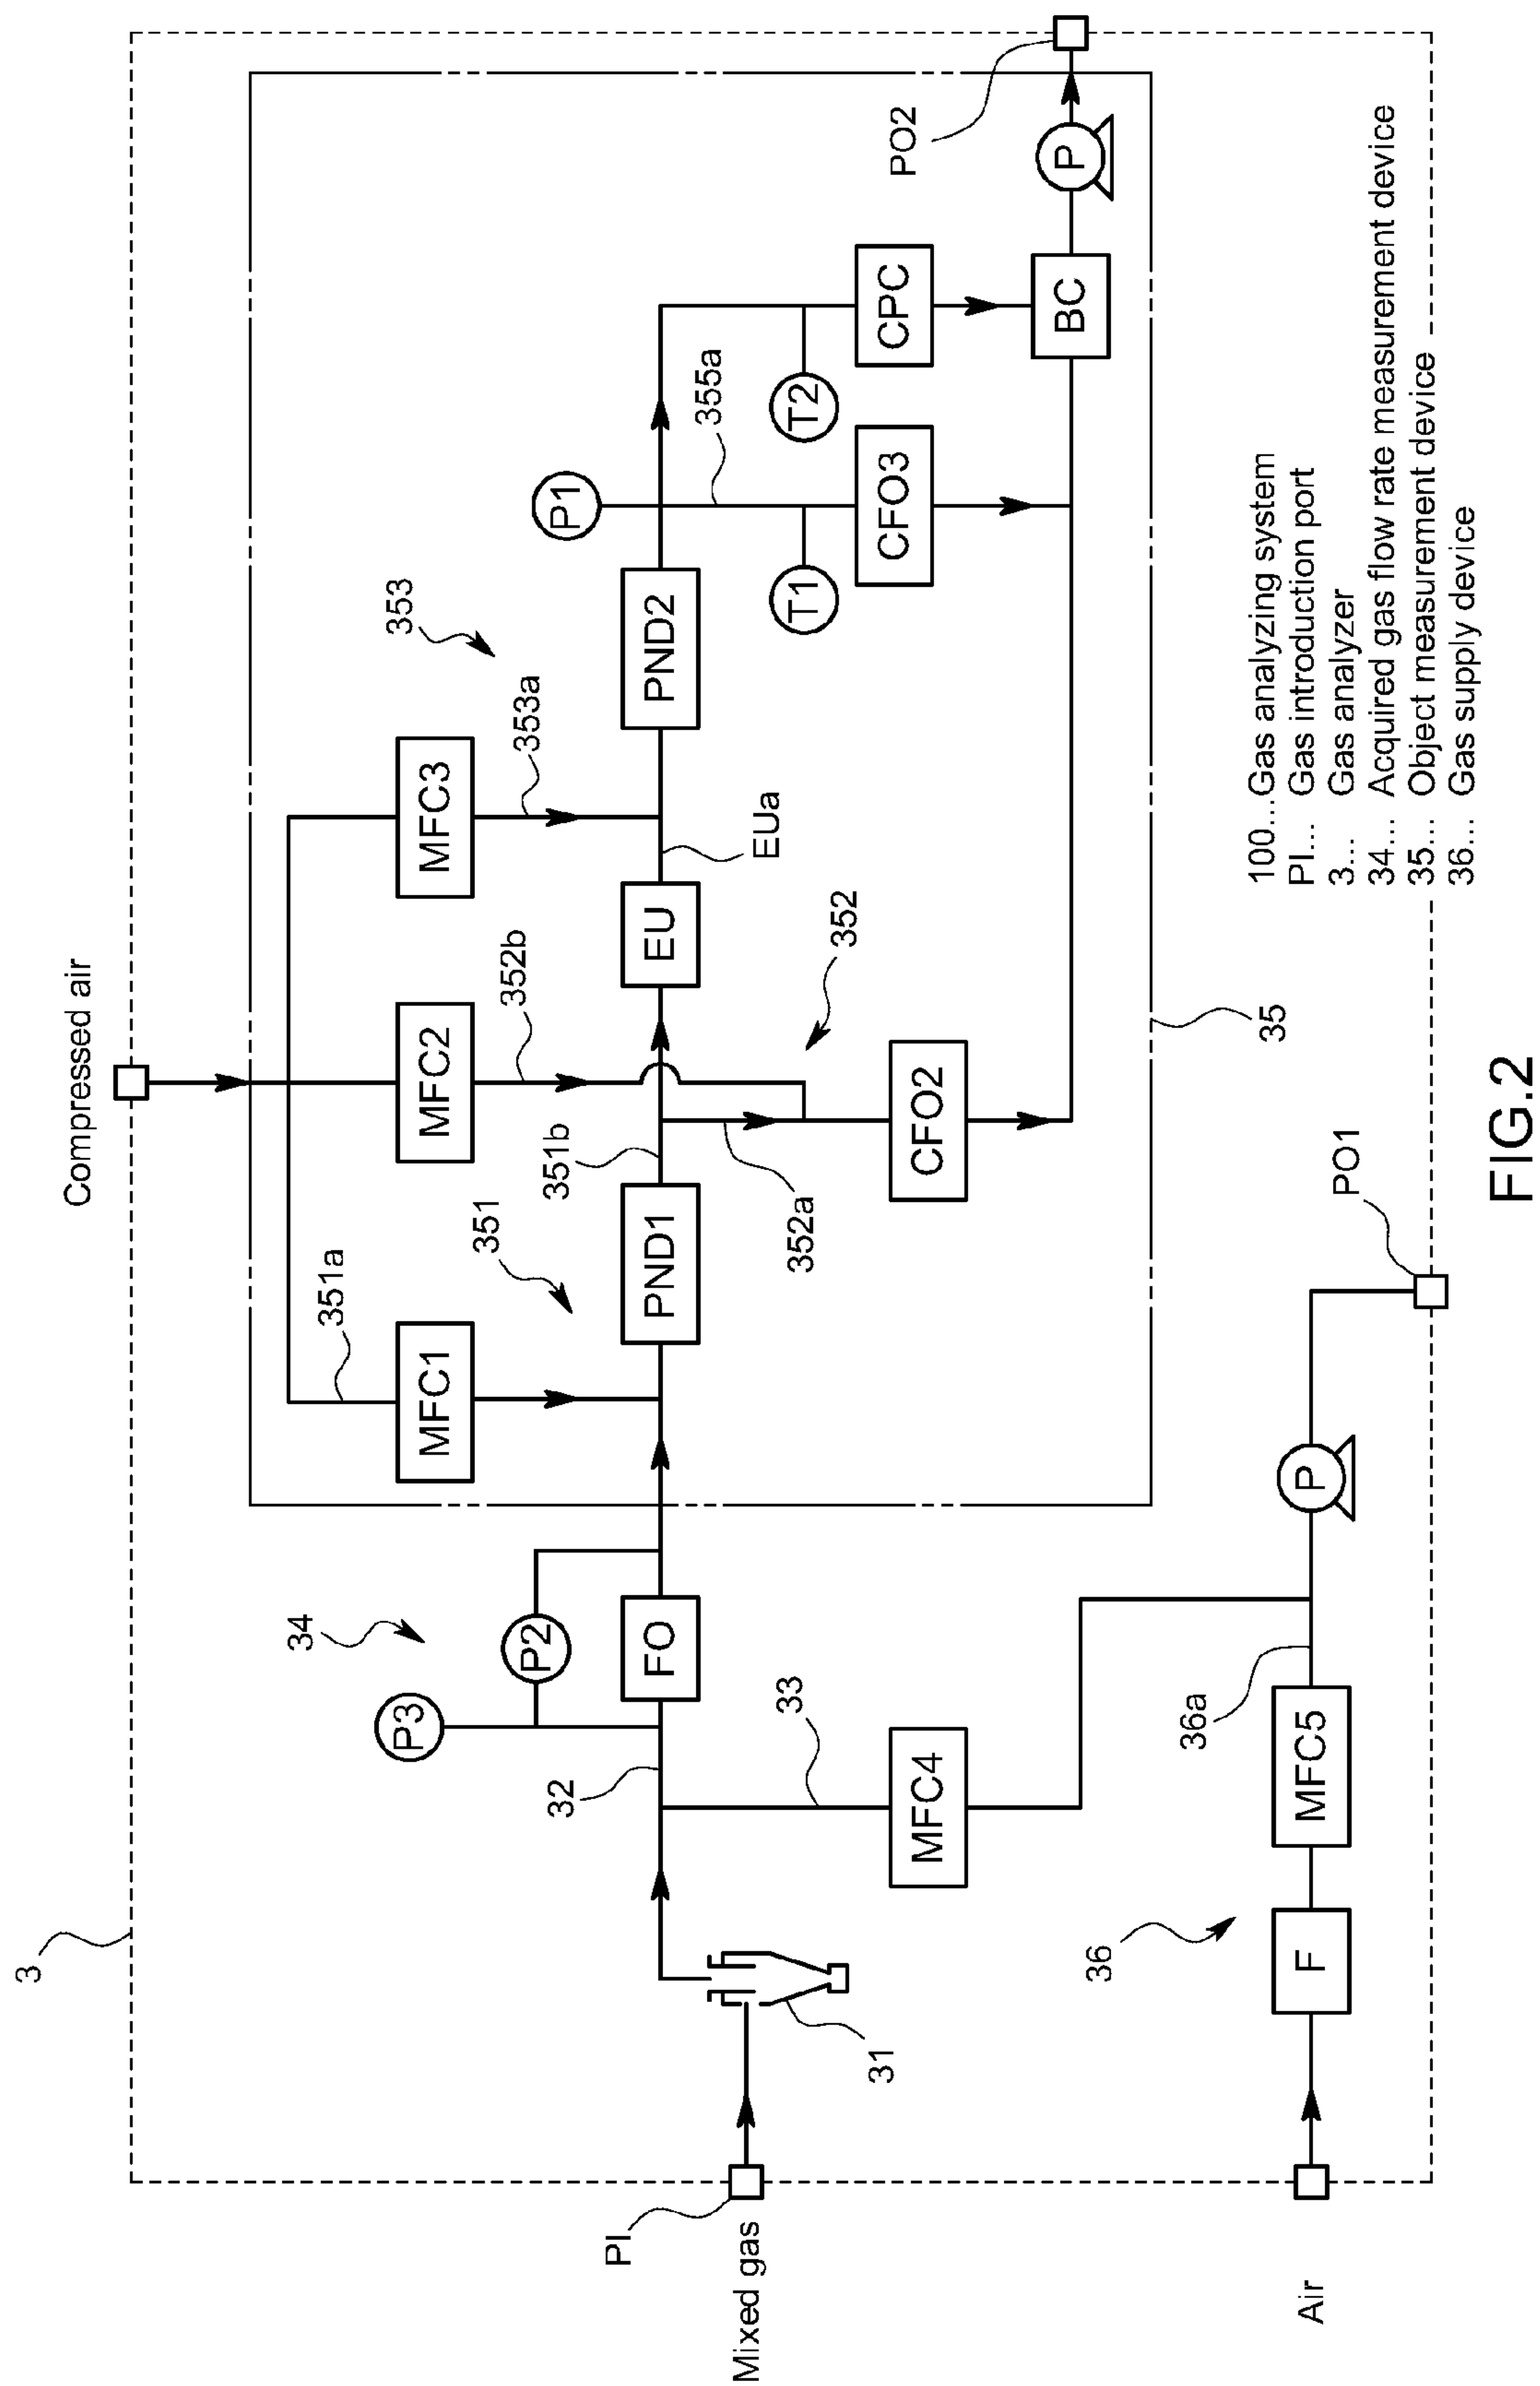 3
Compressed air
351a
MFC1
MFC2
MFC3
352b
353a
353
34
P3
P2
351
351b
P1
PI
Mixed gas
31
32
FO
PND1
EU
EUa
PND2
355a
T1
T2
33
MFC4
352a
352
CFO2
CFO3
CPC
PO2
BC
P
35
36
Air
F
MFC5
36a
P
PO1
100...Gas analyzing system
PI... Gas introduction port
3... Gas analyzer
34... Acquired gas flow rate measurement device
35... Object measurement device
36... Gas supply device
FIG.2